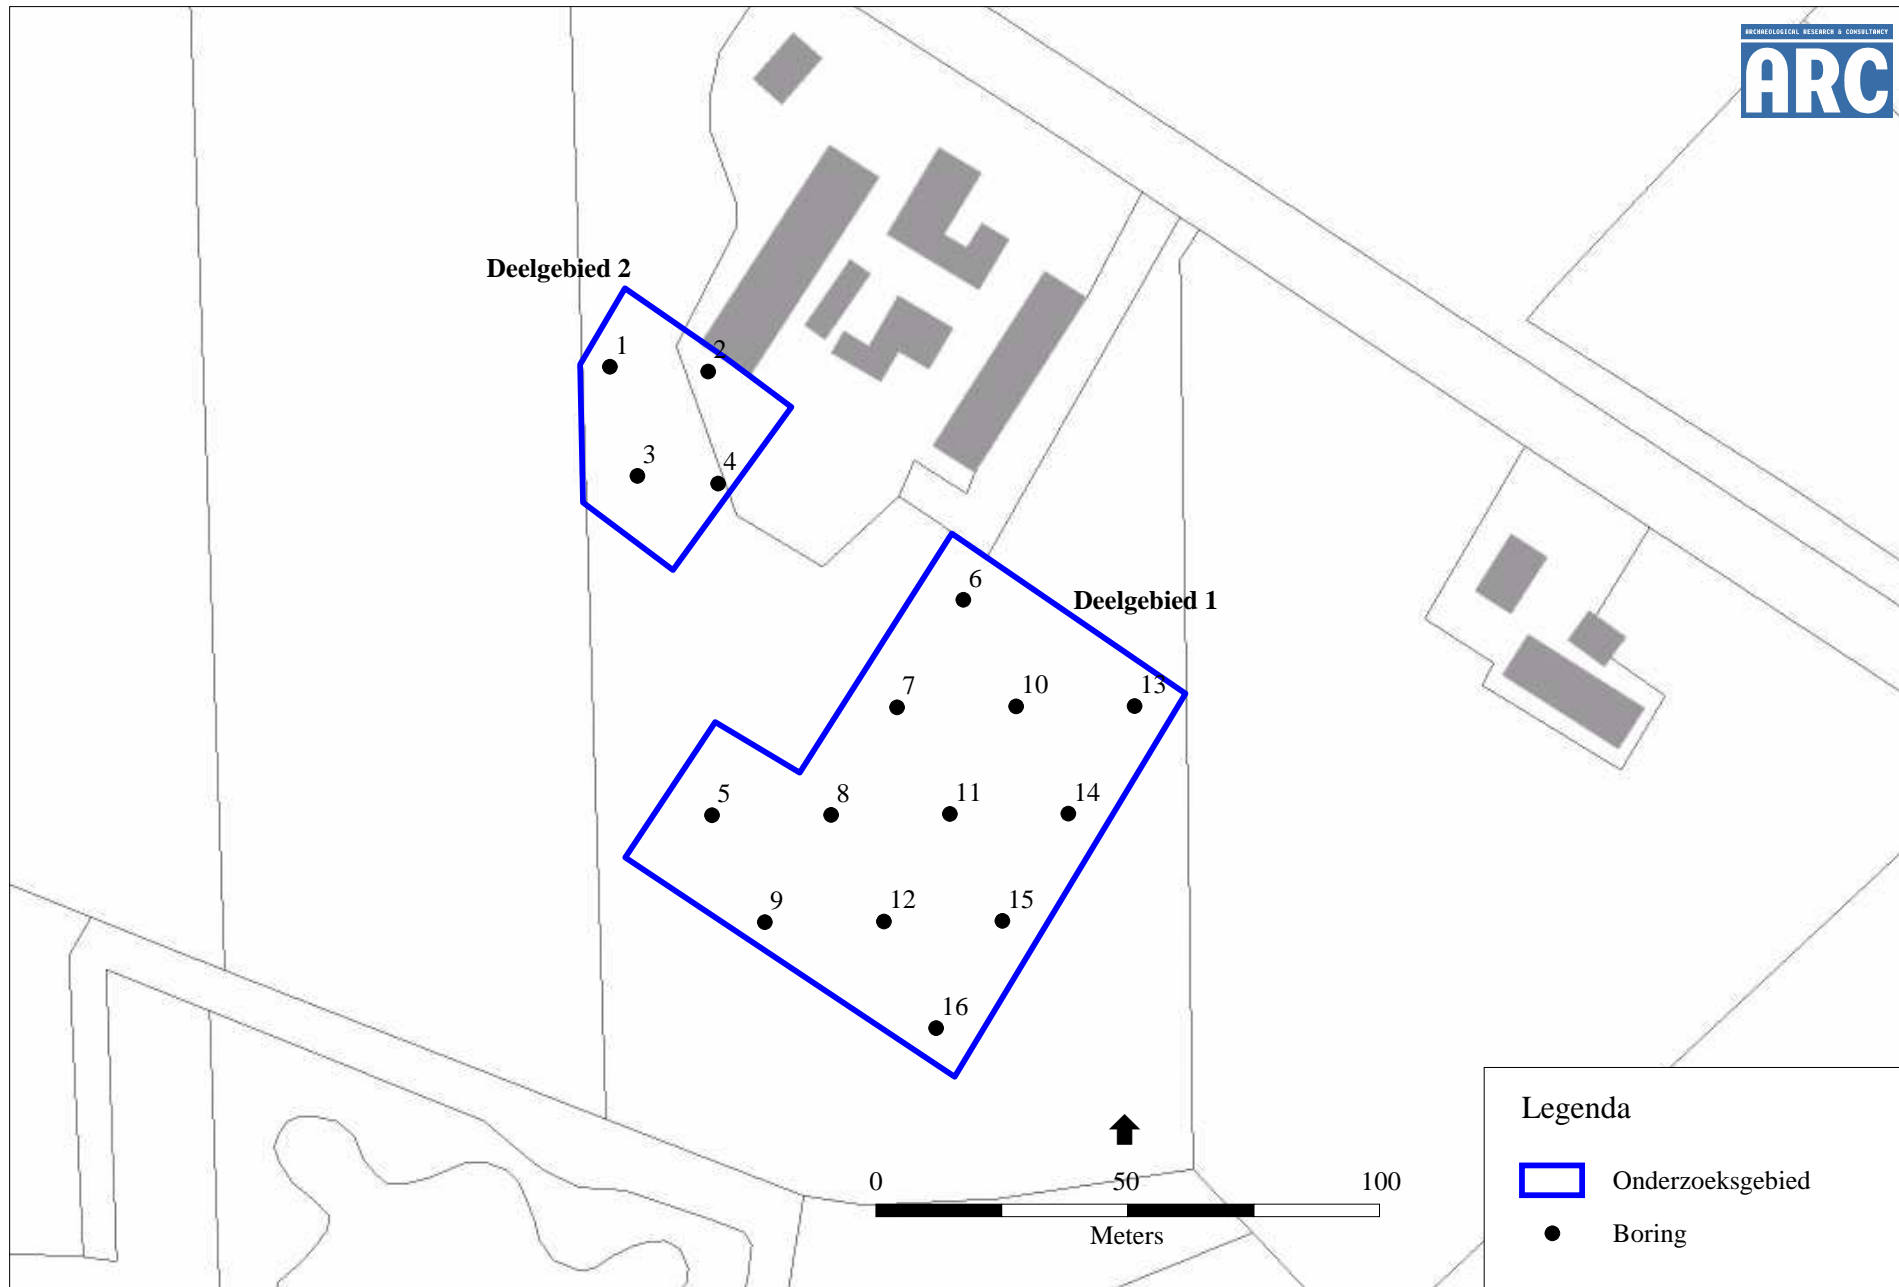 ARCHAEOLOGICAL RESEARCH & CONSULTANCY
ARC
Deelgebied 2
1
2
3
4
Deelgebied 1
6
7
10
13
5
8
11
14
9
12
15
16
0 50 100
Meters
Legenda
Onderzoeksgebied
Boring